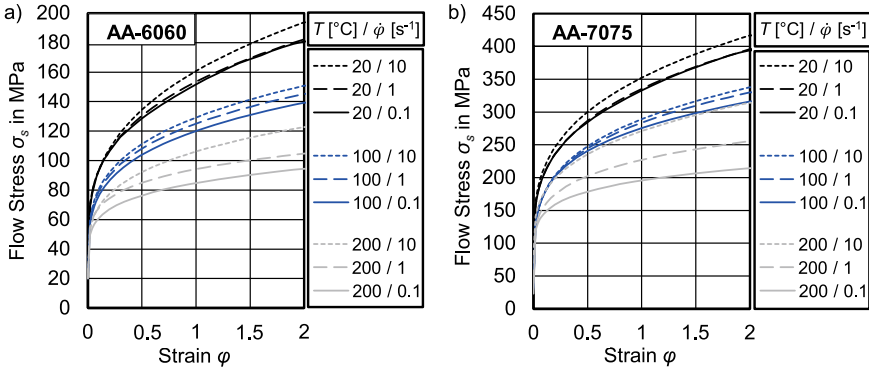 a)
AA-6060
T [°C] / φ̇ [s⁻¹]
20 / 10
20 / 1
20 / 0.1
100 / 10
100 / 1
100 / 0.1
200 / 10
200 / 1
200 / 0.1
Flow Stress σₛ in MPa
200
180
160
140
120
100
80
60
40
20
0
0 0.5 1 1.5 2
Strain φ
b)
AA-7075
T [°C] / φ̇ [s⁻¹]
20 / 10
20 / 1
20 / 0.1
100 / 10
100 / 1
100 / 0.1
200 / 10
200 / 1
200 / 0.1
Flow Stress σₛ in MPa
450
400
350
300
250
200
150
100
50
0
0 0.5 1 1.5 2
Strain φ